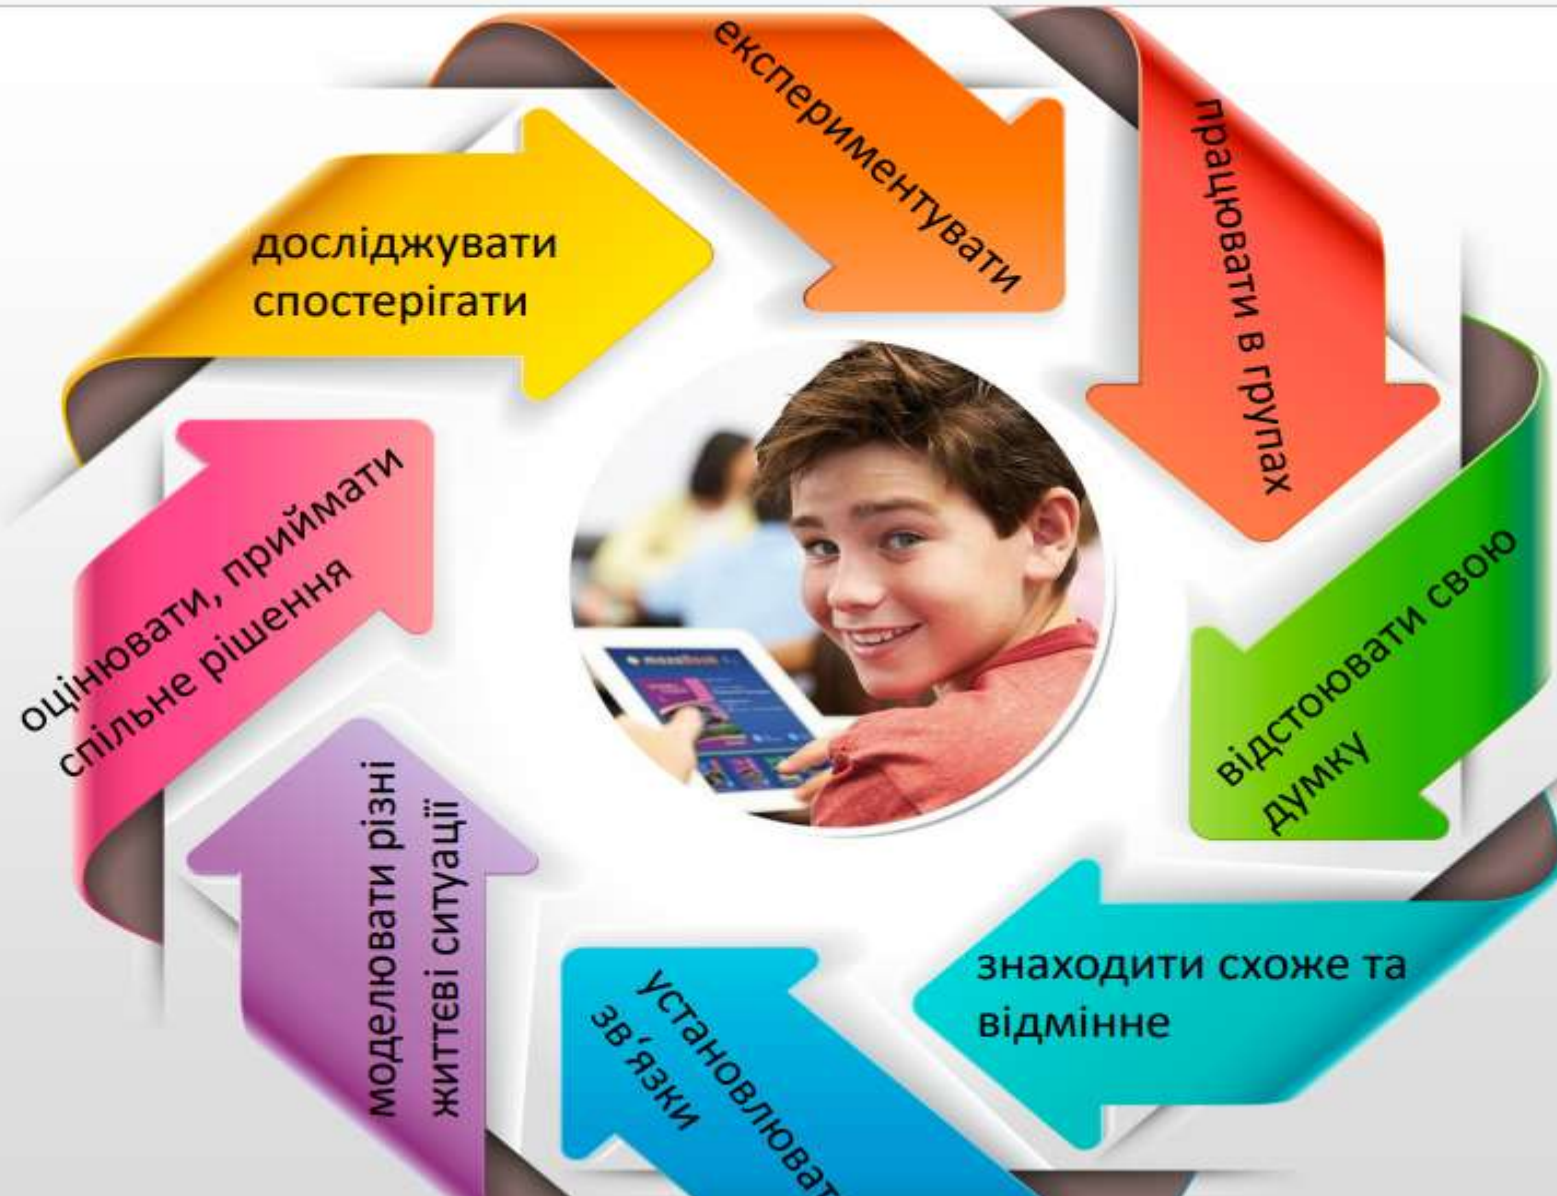 досліджувати
спостерігати
експериментувати
працювати в групах
відстоювати свою
думку
знаходити схоже та
відмінне
зв‘язки
моделювати різні
життєві ситуації
оцінювати, приймати
спільне рішення